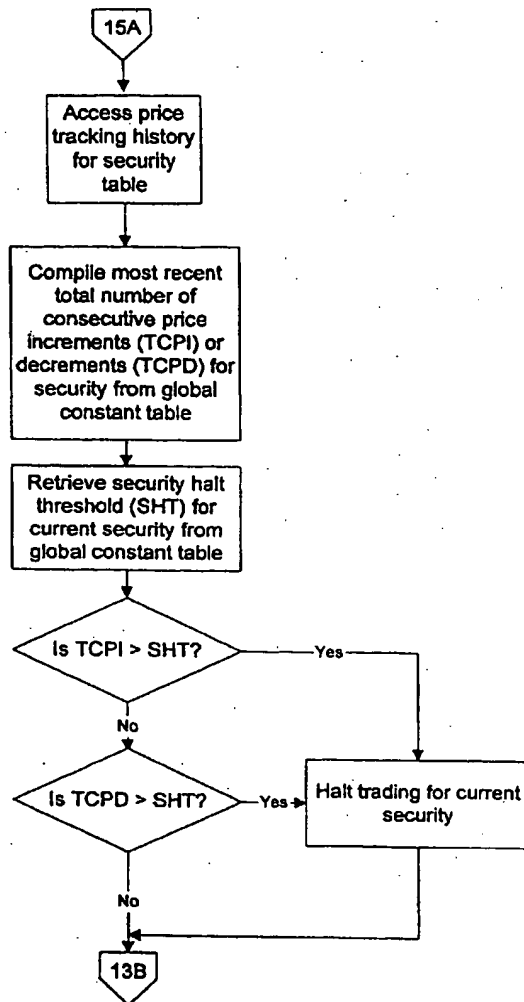 15A
Access price
tracking history
for security
table
Compile most recent
total number of
consecutive price
increments (TCPI) or
decrements (TCPD) for
security from global
constant table
Retrieve security halt
threshold (SHT) for
current security from
global constant table
Is TCPI > SHT?
Yes
No
Is TCPD > SHT?
Yes
Halt trading for current
security
No
13B